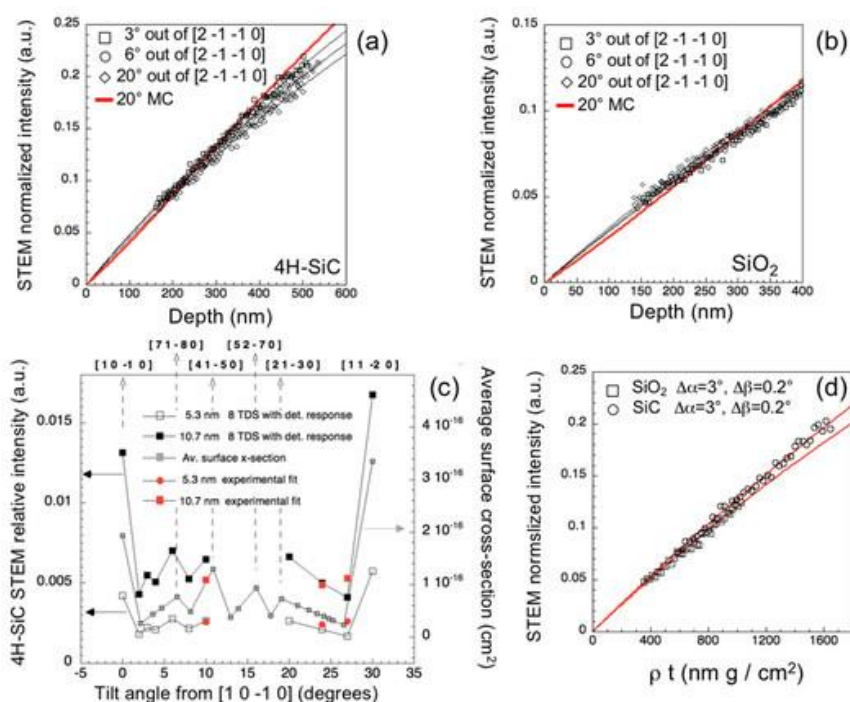 (a)
STEM normalized intensity (a.u.)
0.25
0.2
0.15
0.1
0.05
0
3° out of [2 -1 -1 0]
6° out of [2 -1 -1 0]
20° out of [2 -1 -1 0]
20° MC
4H-SiC
0 100 200 300 400 500 600
Depth (nm)
(b)
STEM normalized intensity (a.u.)
0.15
0.1
0.05
0
3° out of [2 -1 -1 0]
6° out of [2 -1 -1 0]
20° out of [2 -1 -1 0]
20° MC
SiO2
0 50 100 150 200 250 300 350 400
Depth (nm)
[71-80] [52-70]
[10-10] [41-50] [21-30] [11-20]
(c)
4H-SiC STEM relative intensity (a.u.)
0.015
0.01
0.005
0
5.3 nm 8 TDS with det. response
10.7 nm 8 TDS with det. response
Av. surface x-section
5.3 nm experimental fit
10.7 nm experimental fit
4 10⁻¹⁶
3 10⁻¹⁶
2 10⁻¹⁶
1 10⁻¹⁶
0
Average surface cross-section (cm²)
-5 0 5 10 15 20 25 30 35
Tilt angle from [1 0 -1 0] (degrees)
(d)
STEM normslized intensity (a.u.)
0.2
0.15
0.1
0.05
0
SiO2 Δα=3°, Δβ=0.2°
SiC Δα=3°, Δβ=0.2°
0 400 800 1200 1600
ρ t (nm g / cm²)